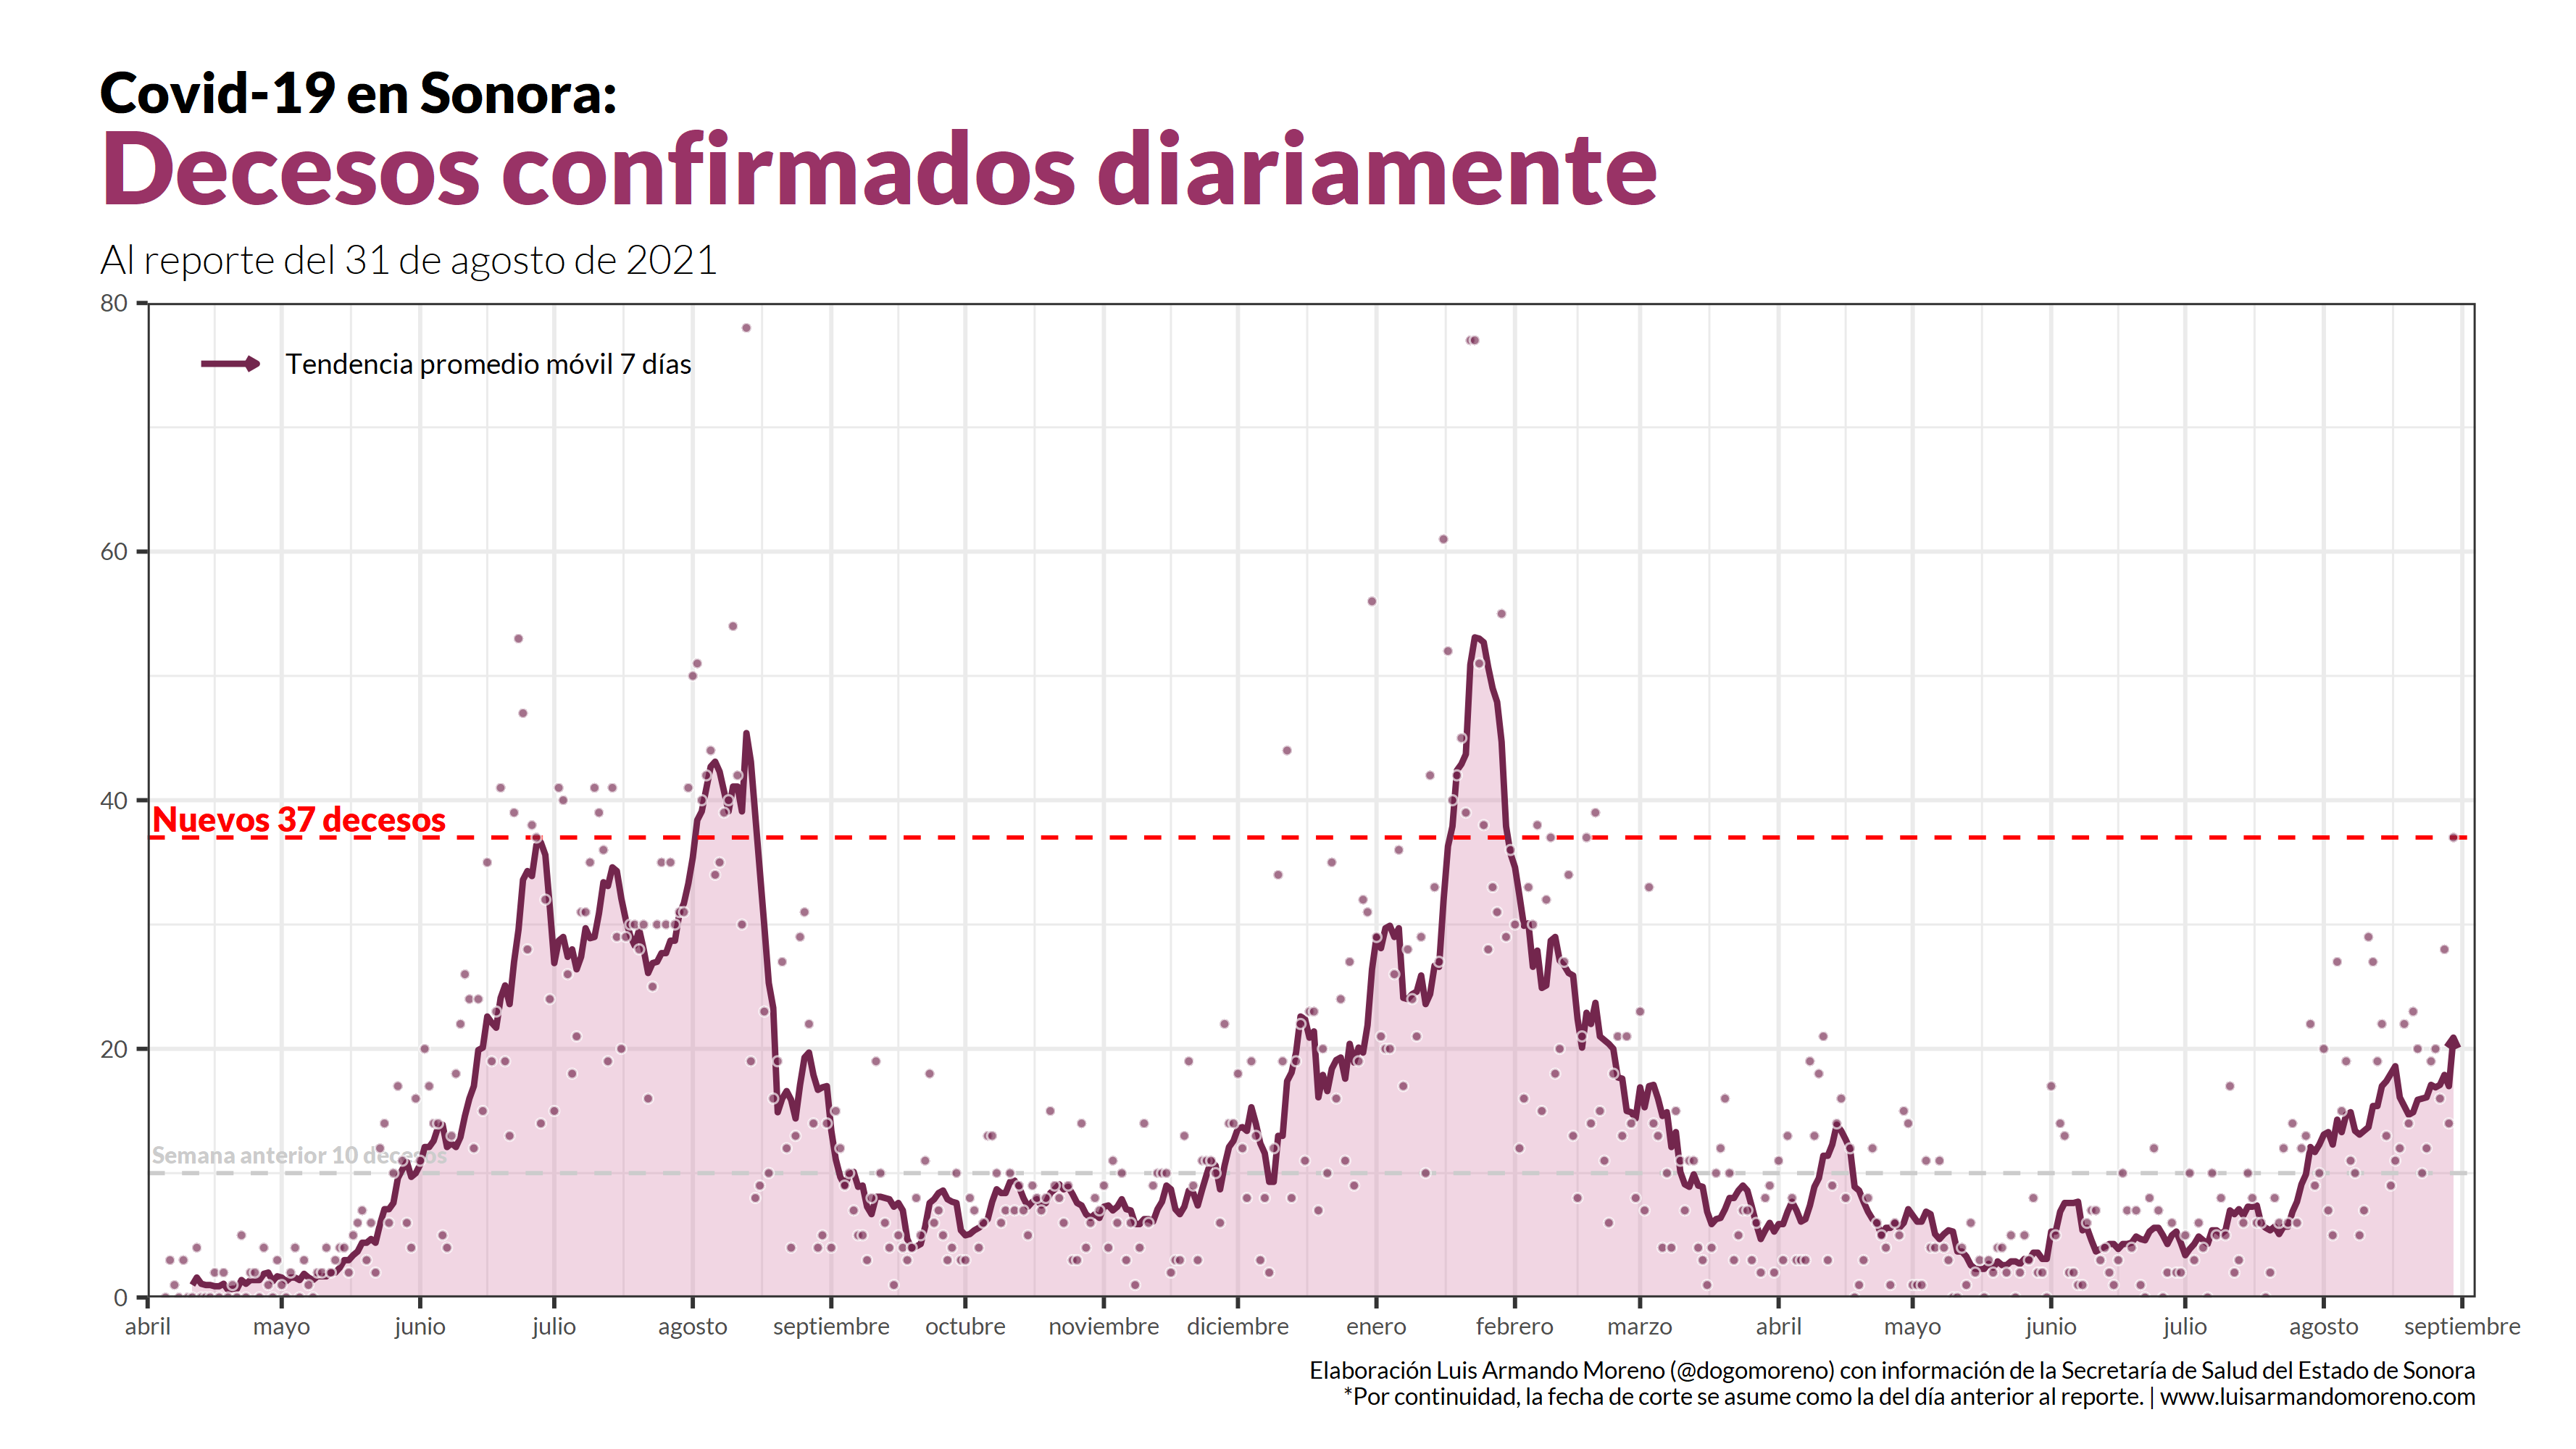 Covid-19 en Sonora:
Decesos confirmados diariamente
Al reporte del 31 de agosto de 2021
80
Tendencia promedio móvil 7 días
60
40
Nuevos 37 decesos
20
Semana anterior 10 decesos
0
abril mayo junio julio agosto septiembre octubre noviembre diciembre enero febrero marzo abril mayo junio julio agosto septiembre
Elaboración Luis Armando Moreno (@dogomoreno) con información de la Secretaría de Salud del Estado de Sonora
*Por continuidad, la fecha de corte se asume como la del día anterior al reporte. | www.luisarmandomoreno.com